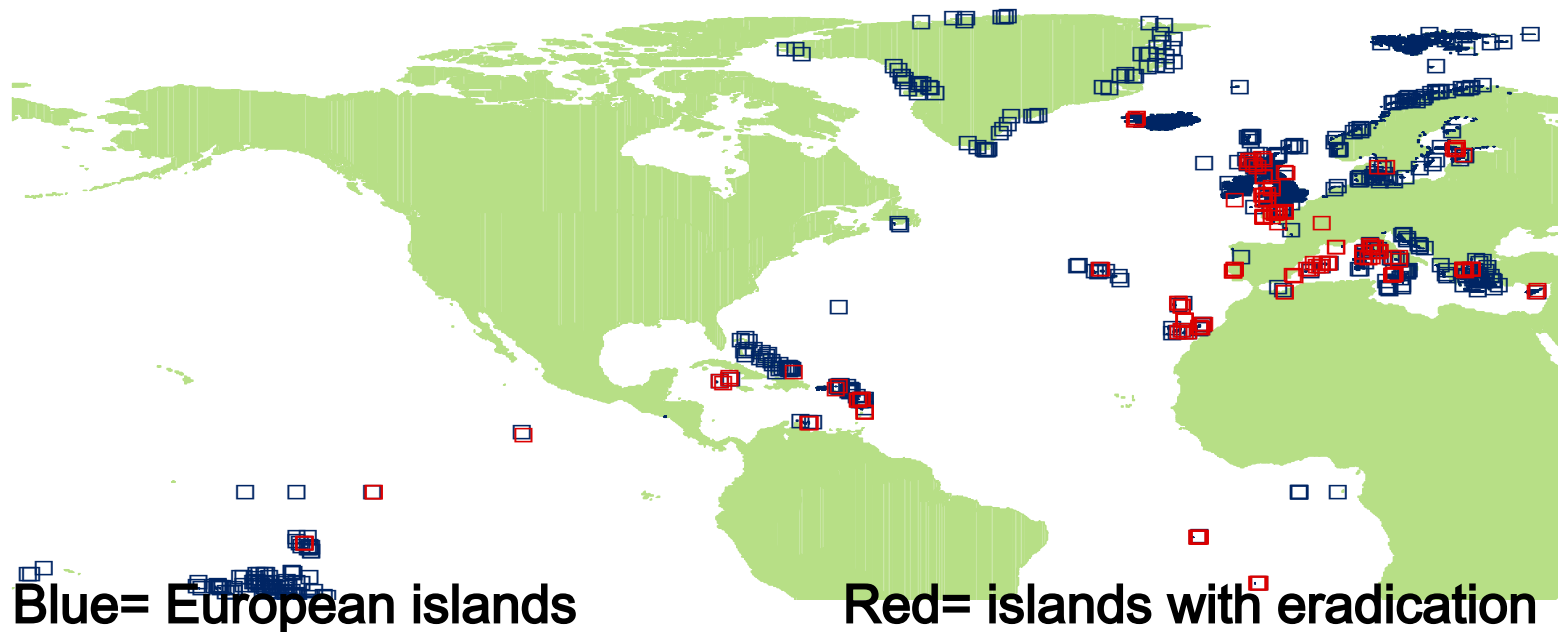 Blue= European islands
Red= islands with eradication